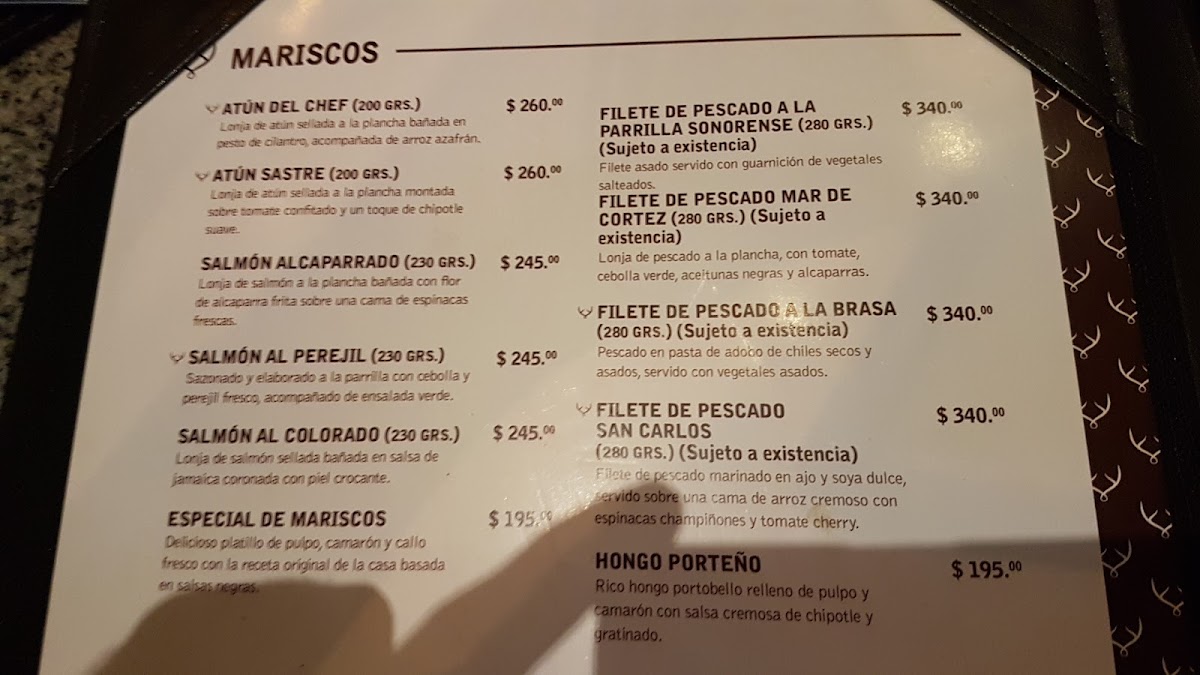 MARISCOS
ATÚN DEL CHEF (200 GRS.) $ 260.00
Lonja de atún sellada a la plancha bañada en
pesto de cilantro, acompañada de arroz azafrán.
ATÚN SASTRE (200 GRS.) $ 260.00
Lonja de atún sellada a la plancha montada
sobre tomate confitado y un toque de chipotle
suave.
SALMÓN ALCAPARRADO (230 GRS.) $ 245.00
Lonja de salmón a la plancha bañada con flor
de alcaparra frita sobre una cama de espinacas
frescas.
SALMÓN AL PEREJIL (230 GRS.) $ 245.00
Sazonado y elaborado a la parrilla con cebolla y
perejil fresco, acompañado de ensalada verde.
SALMÓN AL COLORADO (230 GRS.) $ 245.00
Lonja de salmón sellada bañada en salsa de
jamaica coronada con piel crocante.
ESPECIAL DE MARISCOS $ 195.00
Delicioso platillo de pulpo, camarón y callo
fresco con la receta original de la casa basada
en salsas negras.
FILETE DE PESCADO A LA $ 340.00
PARRILLA SONORENSE (280 GRS.)
(Sujeto a existencia)
Filete asado servido con guarnición de vegetales
salteados.
FILETE DE PESCADO MAR DE $ 340.00
CORTEZ (280 GRS.) (Sujeto a
existencia)
Lonja de pescado a la plancha, con tomate,
cebolla verde, aceitunas negras y alcaparras.
FILETE DE PESCADO A LA BRASA $ 340.00
(280 GRS.) (Sujeto a existencia)
Pescado en pasta de adobo de chiles secos y
asados, servido con vegetales asados.
FILETE DE PESCADO $ 340.00
SAN CARLOS
(280 GRS.) (Sujeto a existencia)
Filete de pescado marinado en ajo y soya dulce,
servido sobre una cama de arroz cremoso con
espinacas champiñones y tomate cherry.
HONGO PORTEÑO $ 195.00
Rico hongo portobello relleno de pulpo y
camarón con salsa cremosa de chipotle y
gratinado.